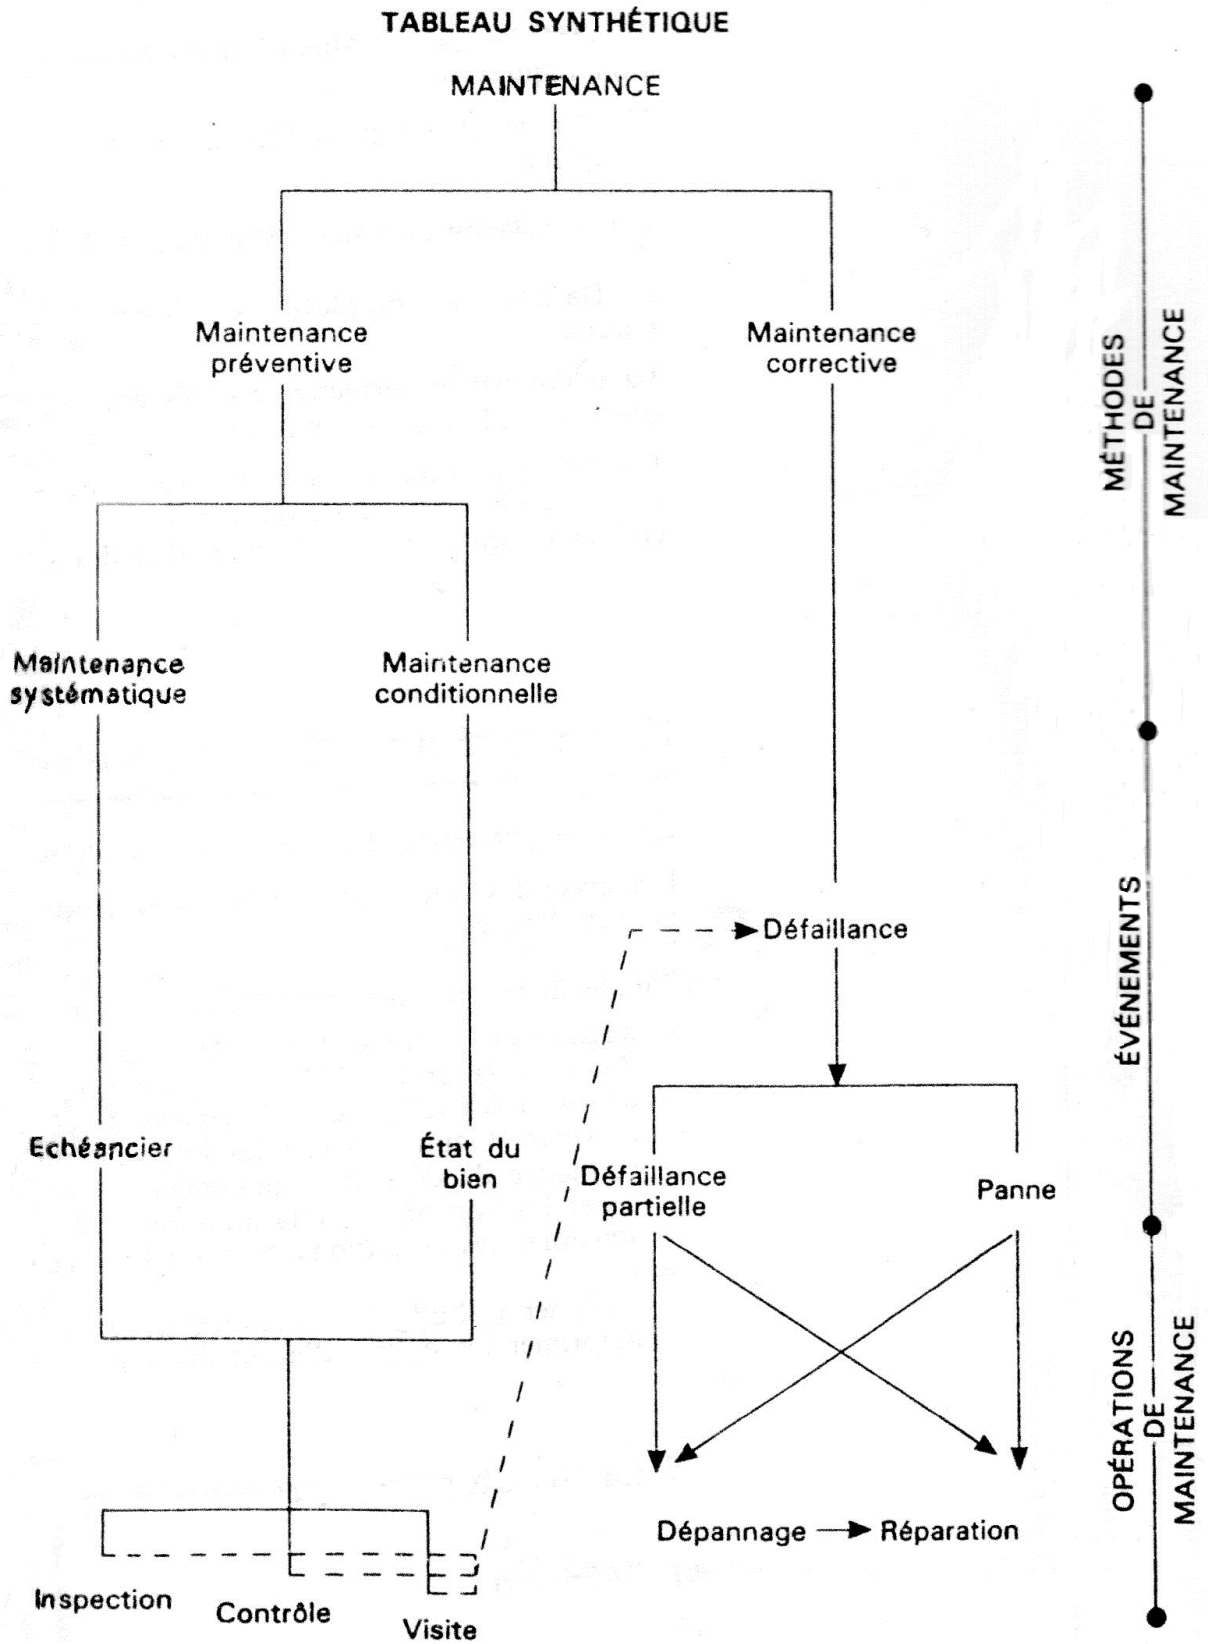 TABLEAU SYNTHÉTIQUE
MAINTENANCE
Maintenance
préventive
Maintenance
corrective
MÉTHODES
DE
MAINTENANCE
Maintenance
systématique
Maintenance
conditionnelle
Défaillance
ÉVÉNEMENTS
Echéancier
État du
bien
Défaillance
partielle
Panne
OPÉRATIONS
DE
MAINTENANCE
Dépannage
Réparation
Inspection
Contrôle
Visite